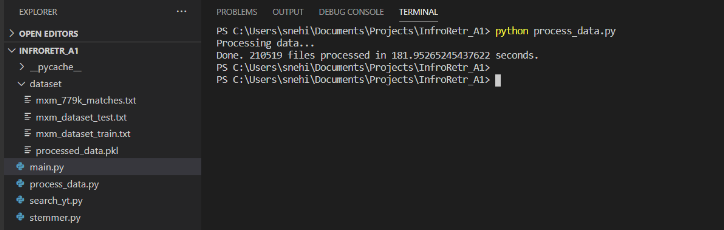 EXPLORER
OPEN EDITORS
INFRORETR_A1
__pycache__
dataset
mxm_779k_matches.txt
mxm_dataset_test.txt
mxm_dataset_train.txt
processed_data.pkl
main.py
process_data.py
search_yt.py
stemmer.py
PROBLEMS OUTPUT DEBUG CONSOLE TERMINAL
PS C:\Users\snehi\Documents\Projects\InfroRetr_A1> python process_data.py
Processing data...
Done. 210519 files processed in 181.95265245437622 seconds.
PS C:\Users\snehi\Documents\Projects\InfroRetr_A1>
PS C:\Users\snehi\Documents\Projects\InfroRetr_A1>